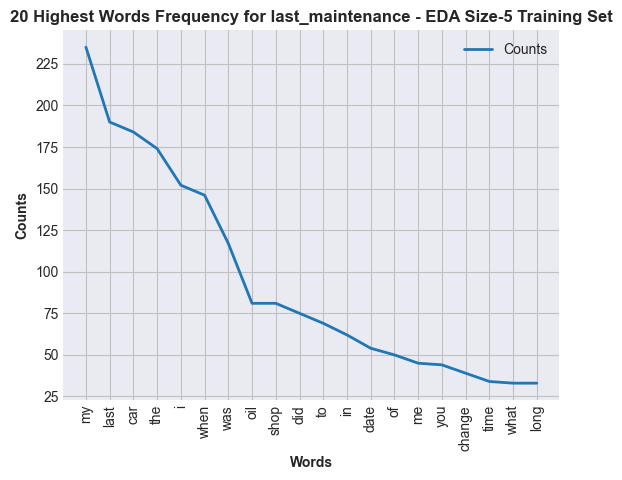 20 Highest Words Frequency for last_maintenance - EDA Size-5 Training Set
Counts
225
200
175
150
125
100
75
50
25
Counts
my
last
car
the
i
when
was
oil
shop
did
to
in
date
of
me
you
change
time
what
long
Words